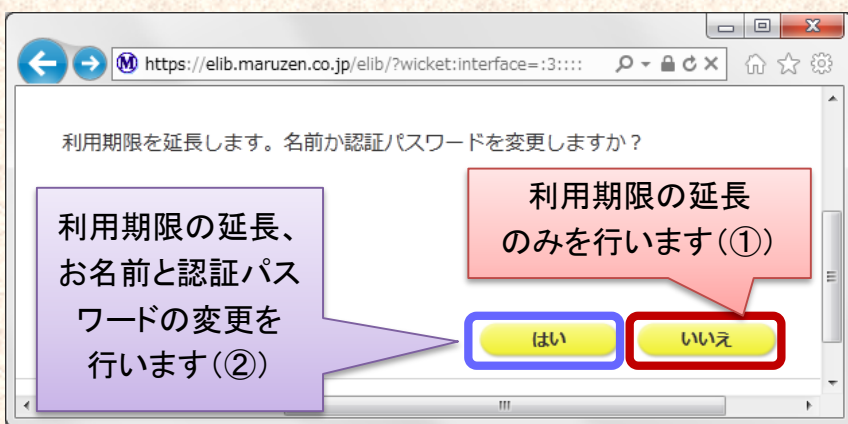 https://elib.maruzen.co.jp/elib/?wicket:interface=:3::::
利用期限を延長します。名前か認証パスワードを変更しますか？
利用期限の延長、
お名前と認証パス
ワードの変更を
行います(②)
利用期限の延長
のみを行います(①)
はい
いいえ